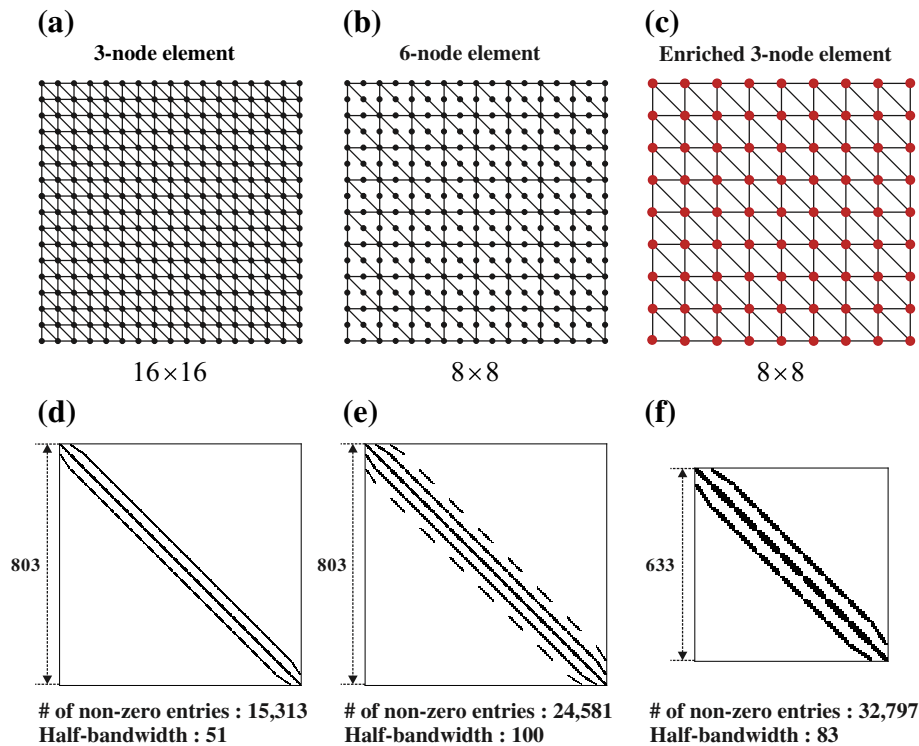 (a)
3-node element
16×16
(b)
6-node element
8×8
(c)
Enriched 3-node element
8×8
(d)
803
# of non-zero entries : 15,313
Half-bandwidth : 51
(e)
803
# of non-zero entries : 24,581
Half-bandwidth : 100
(f)
633
# of non-zero entries : 32,797
Half-bandwidth : 83